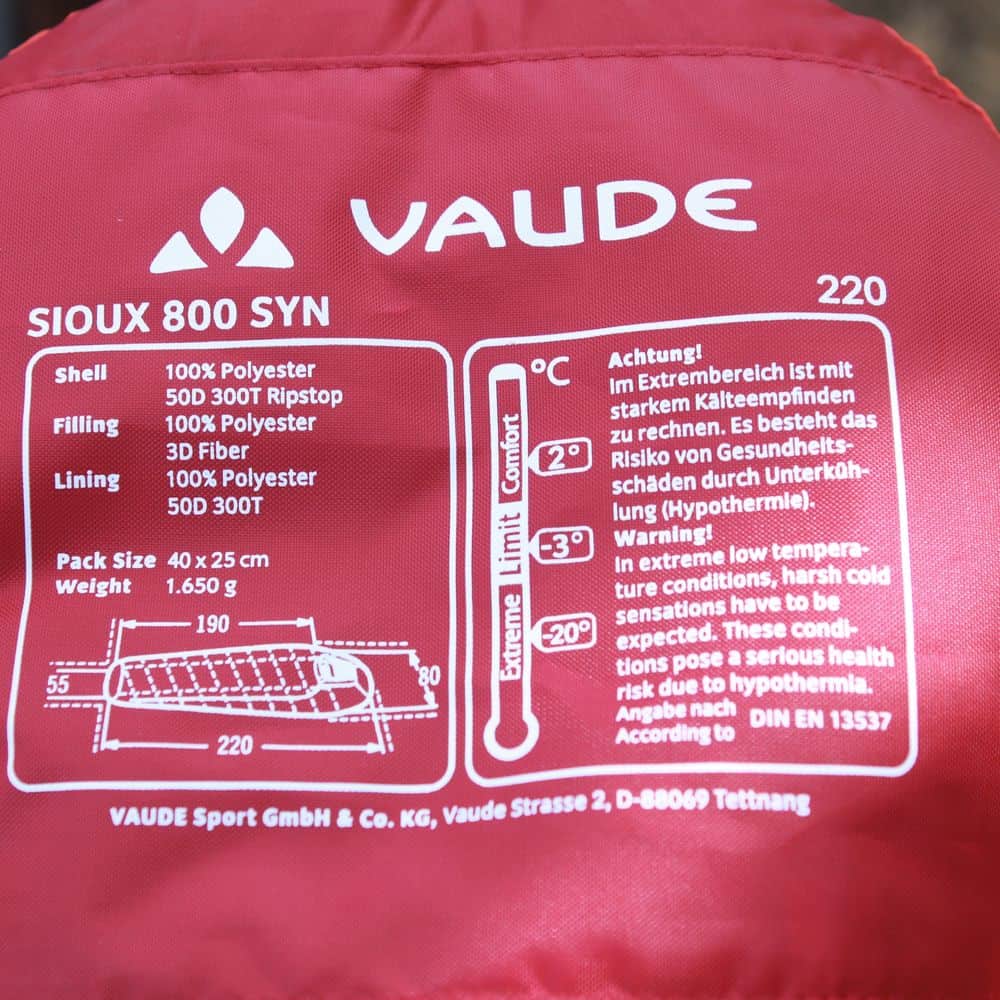 VAUDE
SIOUX 800 SYN
220
Shell 100% Polyester
50D 300T Ripstop
Filling 100% Polyester
3D Fiber
Lining 100% Polyester
50D 300T
Pack Size 40 x 25 cm
Weight 1.650 g
190
55
80
220
°C
Comfort
2°
Limit
-3°
Extreme
-20°
Achtung!
Im Extrembereich ist mit
starkem Kälteempfinden
zu rechnen. Es besteht das
Risiko von Gesundheits-
schäden durch Unterküh-
lung (Hypothermie).
Warning!
In extreme low tempera-
ture conditions, harsh cold
sensations have to be
expected. These condi-
tions pose a serious health
risk due to hypothermia.
Angabe nach
According to DIN EN 13537
VAUDE Sport GmbH & Co. KG, Vaude Strasse 2, D-88069 Tettnang